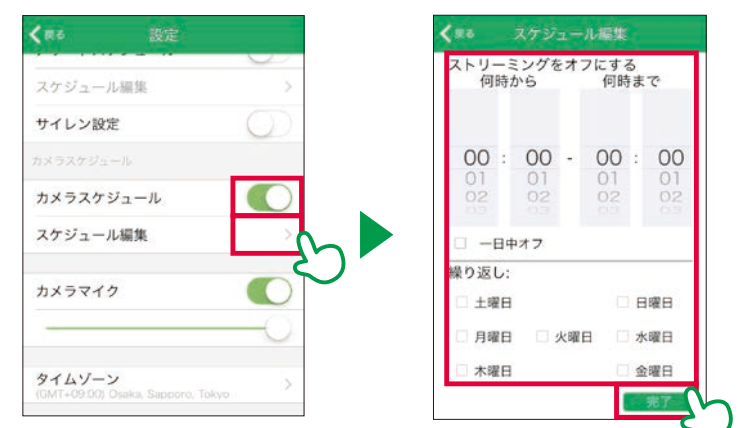 戻る 設定
スケジュール編集
サイレン設定
カメラスケジュール
カメラスケジュール
スケジュール編集
カメラマイク
タイムゾーン
(GMT+09:00) Osaka, Sapporo, Tokyo
戻る スケジュール編集
ストリーミングをオフにする
何時から 何時まで
00 : 00 - 00 : 00
01 01 01 01
02 02 02 02
03 03 03 03
一日中オフ
繰り返し:
土曜日 日曜日
月曜日 火曜日 水曜日
木曜日 金曜日
完了